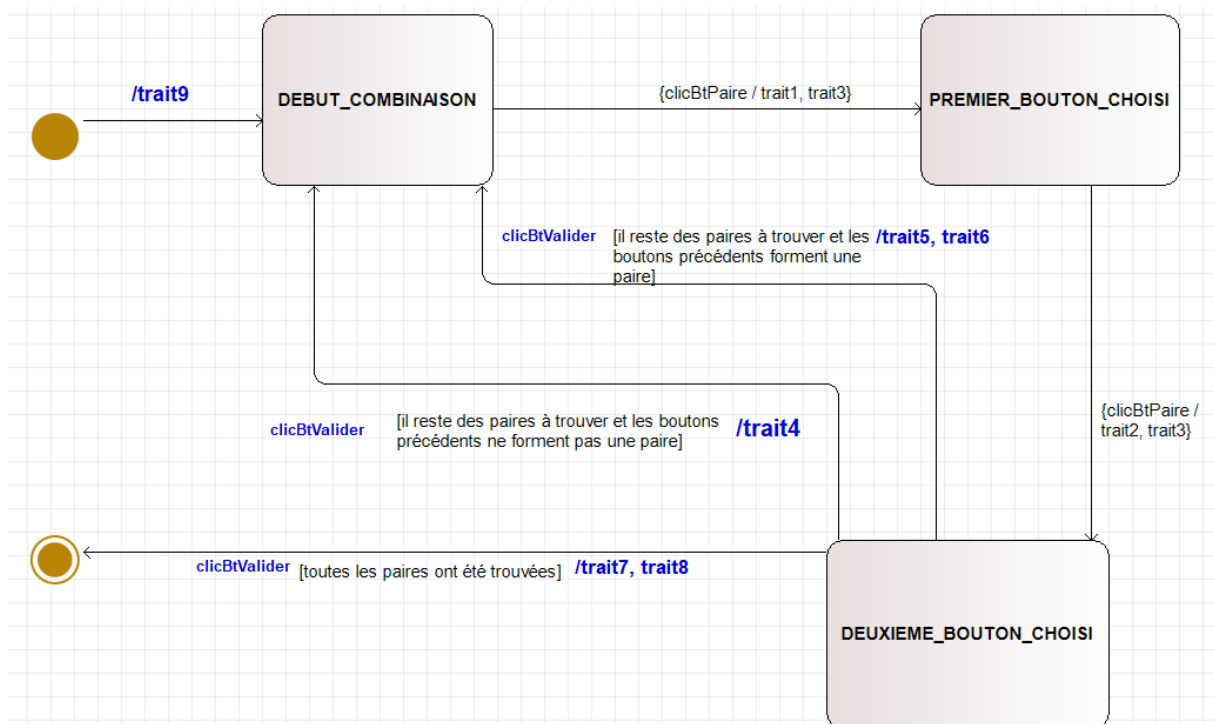 /trait9
DEBUT_COMBINAISON
{clicBtPaire / trait1, trait3}
PREMIER_BOUTON_CHOISI
clicBtValider [il reste des paires à trouver et les /trait5, trait6
boutons précédents forment une
paire]
clicBtValider [il reste des paires à trouver et les boutons /trait4
précédents ne forment pas une paire]
{clicBtPaire /
trait2, trait3}
clicBtValider [toutes les paires ont été trouvées] /trait7, trait8
DEUXIEME_BOUTON_CHOISI